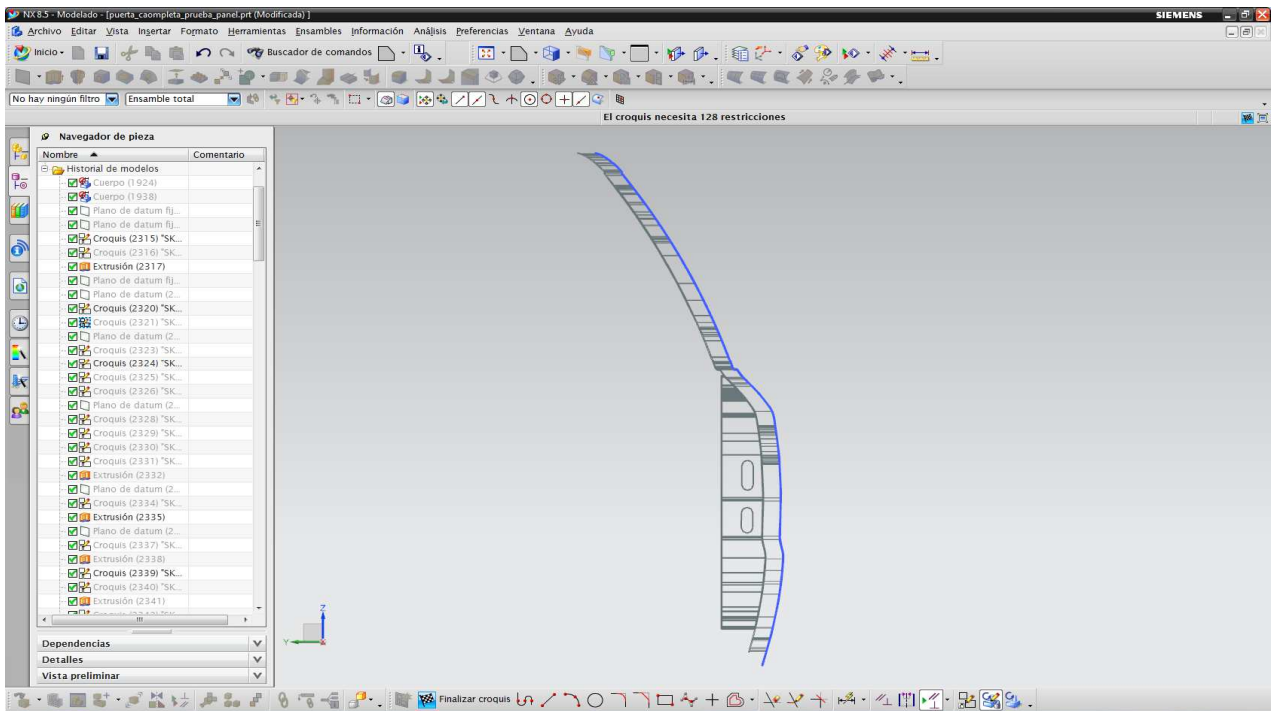 NX 8.5 - Modelado - [puerta_caompleta_prueba_panel.prt (Modificada) ]
SIEMENS
Archivo Editar Vista Insertar Formato Herramientas Ensambles Información Análisis Preferencias Ventana Ayuda
Inicio
Buscador de comandos
No hay ningún filtro
Ensamble total
El croquis necesita 128 restricciones
Navegador de pieza
Nombre
Comentario
Historial de modelos
Cuerpo (1924)
Cuerpo (1938)
Plano de datum fij...
Plano de datum fij...
Croquis (2315) "SK...
Croquis (2316) "SK...
Extrusión (2317)
Plano de datum fij...
Plano de datum (2...
Croquis (2320) "SK...
Croquis (2321) "SK...
Plano de datum (2...
Croquis (2323) "SK...
Croquis (2324) "SK...
Croquis (2325) "SK...
Croquis (2326) "SK...
Plano de datum (2...
Croquis (2328) "SK...
Croquis (2329) "SK...
Croquis (2330) "SK...
Croquis (2331) "SK...
Extrusión (2332)
Plano de datum (2...
Croquis (2334) "SK...
Extrusión (2335)
Plano de datum (2...
Croquis (2337) "SK...
Extrusión (2338)
Croquis (2339) "SK...
Croquis (2340) "SK...
Extrusión (2341)
Z
Y
X
Dependencias
Detalles
Vista preliminar
Finalizar croquis